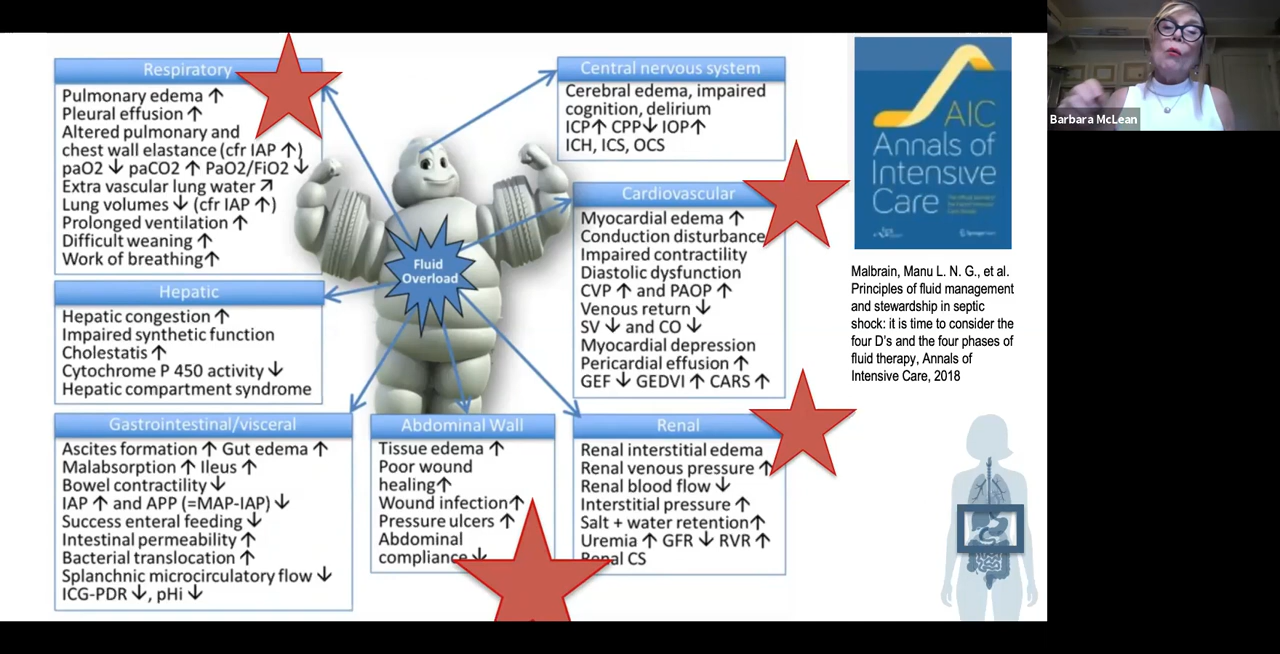 Respiratory
Pulmonary edema ↑
Pleural effusion ↑
Altered pulmonary and
chest wall elastance (cfr IAP ↑)
paO2 ↓ paCO2 ↑ PaO2/FiO2 ↓
Extra vascular lung water ↗
Lung volumes ↓ (cfr IAP ↑)
Prolonged ventilation ↑
Difficult weaning ↑
Work of breathing↑
Hepatic
Hepatic congestion ↑
Impaired synthetic function
Cholestatis ↑
Cytochrome P 450 activity ↓
Hepatic compartment syndrome
Gastrointestinal/visceral
Ascites formation ↑ Gut edema ↑
Malabsorption ↑ Ileus ↑
Bowel contractility ↓
IAP ↑ and APP (=MAP-IAP) ↓
Success enteral feeding ↓
Intestinal permeability ↑
Bacterial translocation ↑
Splanchnic microcirculatory flow ↓
ICG-PDR ↓, pHi ↓
Fluid
Overload
Abdominal Wall
Tissue edema ↑
Poor wound
healing↑
Wound infection↑
Pressure ulcers ↑
Abdominal
compliance ↓
Central nervous system
Cerebral edema, impaired
cognition, delirium
ICP↑ CPP↓ IOP↑
ICH, ICS, OCS
Cardiovascular
Myocardial edema ↑
Conduction disturbance
Impaired contractility
Diastolic dysfunction
CVP ↑ and PAOP ↑
Venous return ↓
SV ↓ and CO ↓
Myocardial depression
Pericardial effusion ↑
GEF ↓ GEDVI ↑ CARS ↑
Renal
Renal interstitial edema
Renal venous pressure ↑
Renal blood flow ↓
Interstitial pressure ↑
Salt + water retention↑
Uremia ↑ GFR ↓ RVR ↑
Renal CS
AIC
Annals of
Intensive
Care
Malbrain, Manu L. N. G., et al.
Principles of fluid management
and stewardship in septic
shock: it is time to consider the
four D's and the four phases of
fluid therapy, Annals of
Intensive Care, 2018
Barbara McLean